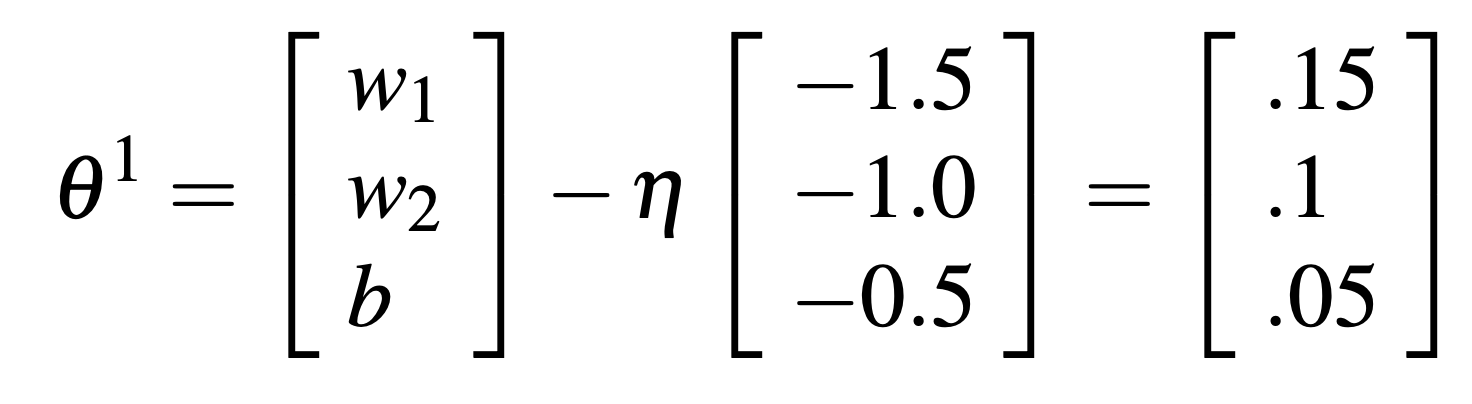 θ¹ = [ w₁ w₂ b ] − η [ −1.5 −1.0 −0.5 ] = [ .15 .1 .05 ]